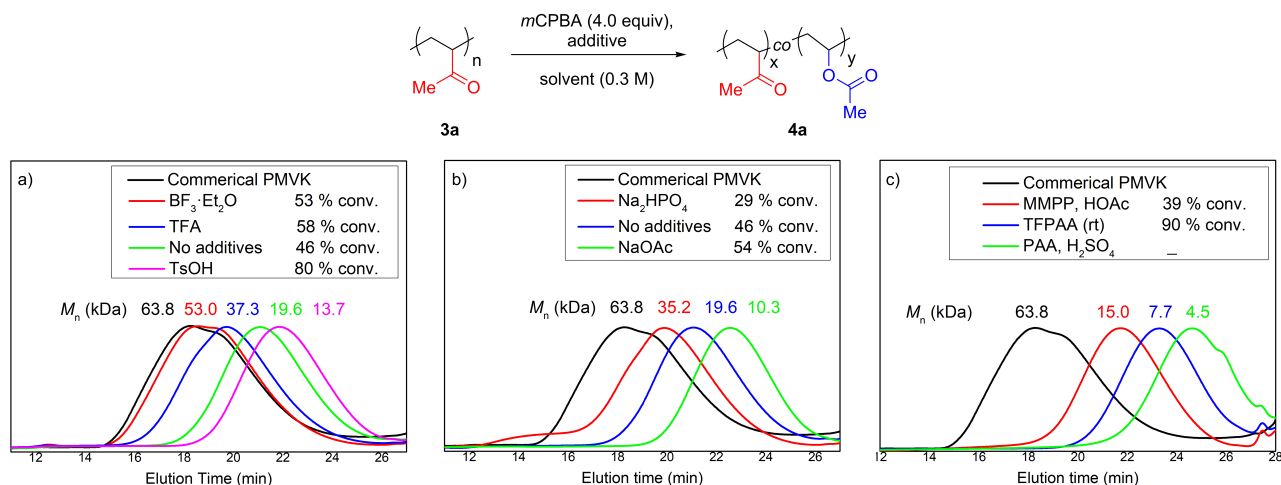 mCPBA (4.0 equiv),
additive
solvent (0.3 M)
n
Me
O
3a
co
x
y
Me
O
O
O
Me
4a
a)
Commerical PMVK
BF3·Et2O 53 % conv.
TFA 58 % conv.
No additives 46 % conv.
TsOH 80 % conv.
Mn (kDa) 63.8 53.0 37.3 19.6 13.7
12 14 16 18 20 22 24 26
Elution Time (min)
b)
Commerical PMVK
Na2HPO4 29 % conv.
No additives 46 % conv.
NaOAc 54 % conv.
Mn (kDa) 63.8 35.2 19.6 10.3
12 14 16 18 20 22 24 26
Elution time (min)
c)
Commerical PMVK
MMPP, HOAc 39 % conv.
TFPAA (rt) 90 % conv.
PAA, H2SO4 _
Mn (kDa) 63.8 15.0 7.7 4.5
12 14 16 18 20 22 24 26 28
Elution time (min)